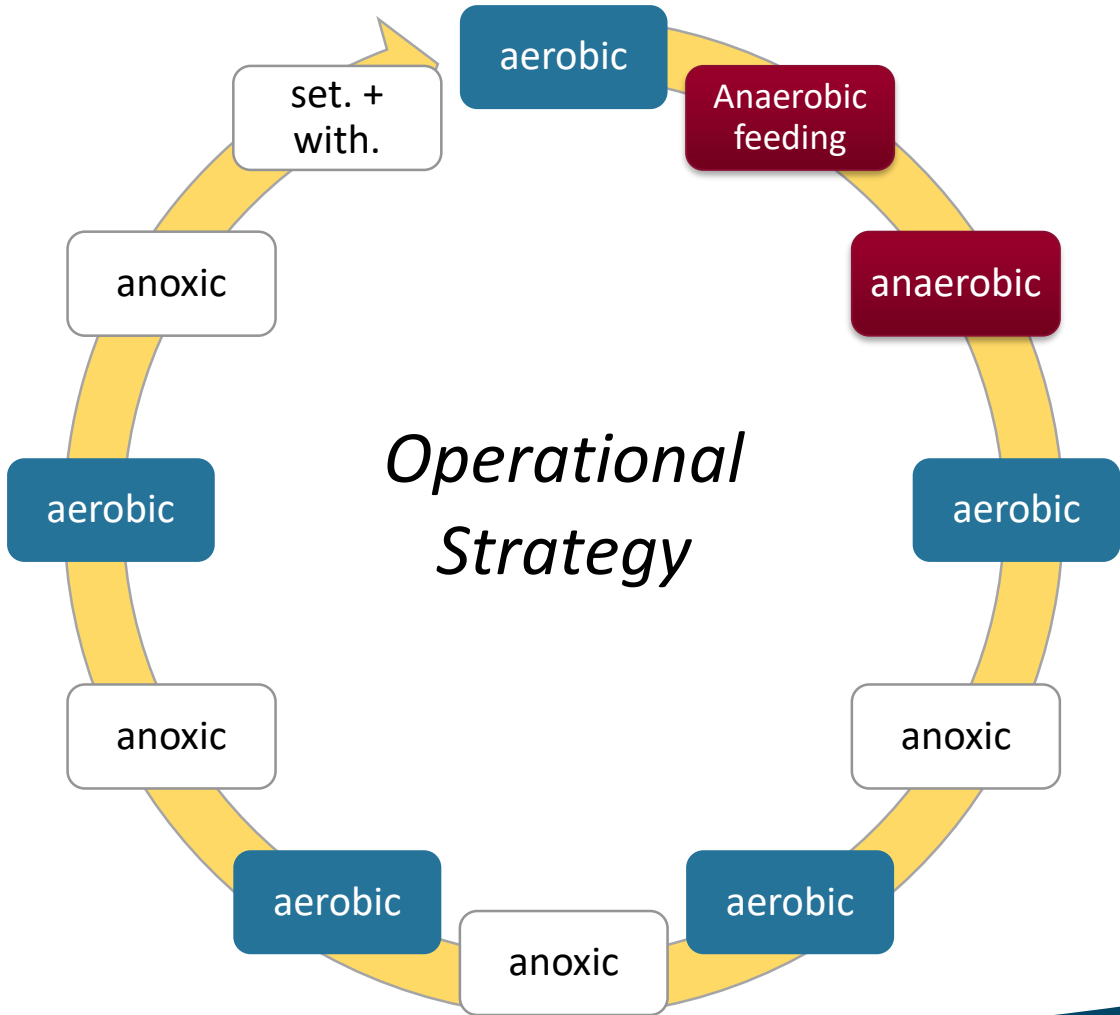 aerobic
Anaerobic
feeding
anaerobic
aerobic
anoxic
aerobic
anoxic
aerobic
anoxic
aerobic
anoxic
set. +
with.
Operational
Strategy